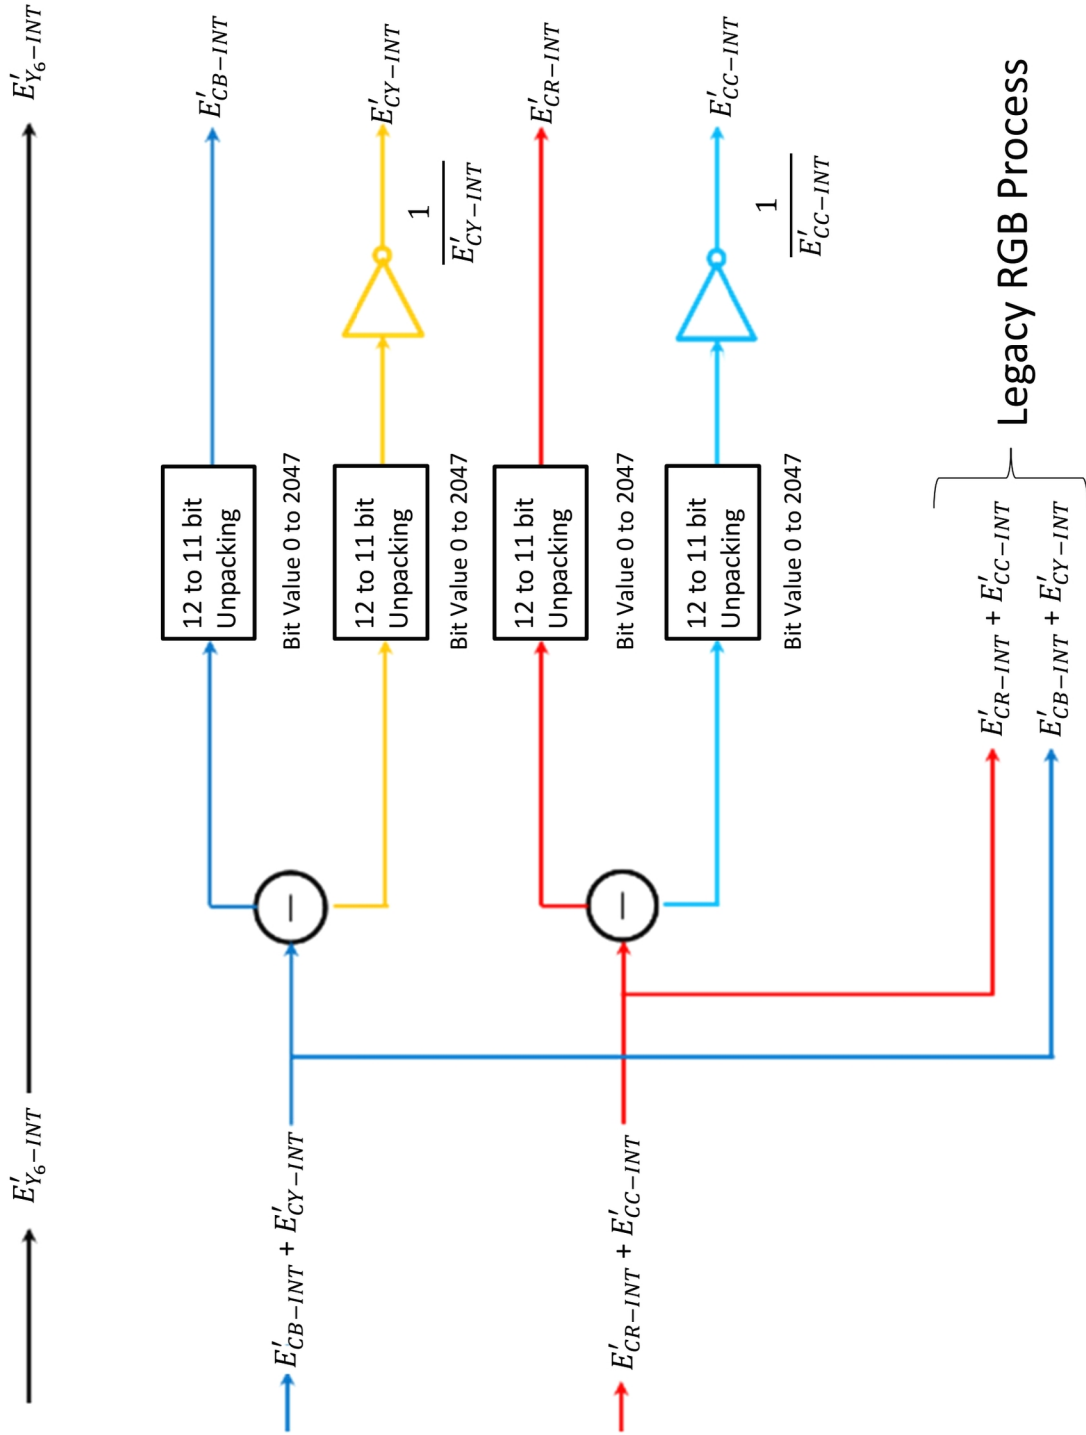 E′Y6−INT
E′Y6−INT
E′CB−INT + E′CY−INT
−
12 to 11 bit
Unpacking
Bit Value 0 to 2047
E′CB−INT
12 to 11 bit
Unpacking
Bit Value 0 to 2047
E′CY−INT
1
E′CY−INT
E′CR−INT + E′CC−INT
−
12 to 11 bit
Unpacking
Bit Value 0 to 2047
E′CR−INT
12 to 11 bit
Unpacking
Bit Value 0 to 2047
E′CC−INT
1
E′CC−INT
E′CR−INT + E′CC−INT
E′CB−INT + E′CY−INT
Legacy RGB Process